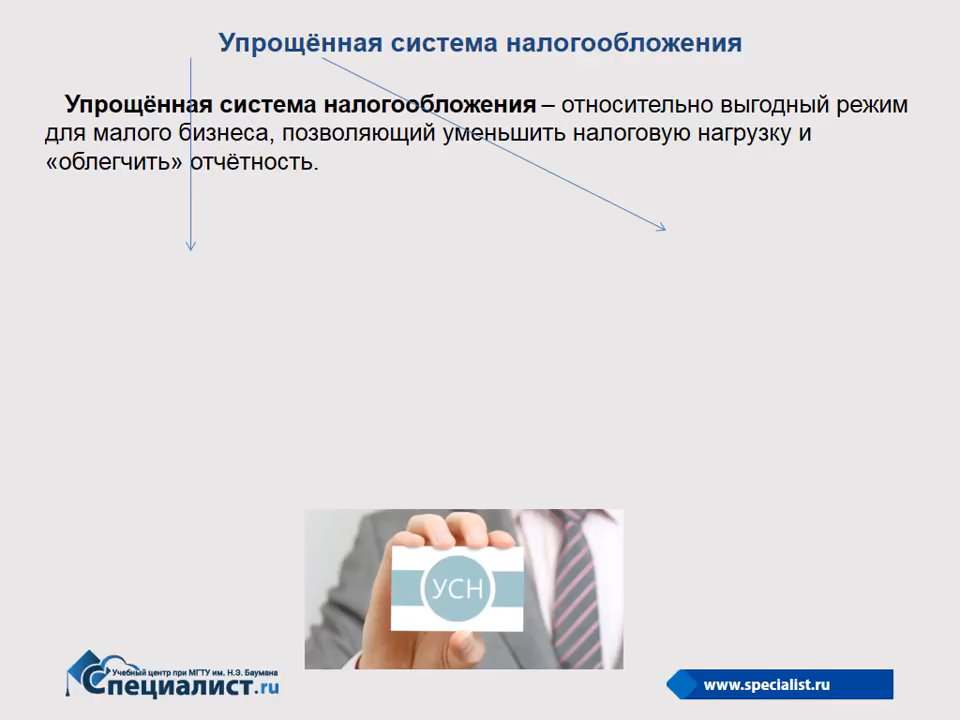 Упрощённая система налогообложения
Упрощённая система налогообложения – относительно выгодный режим
для малого бизнеса, позволяющий уменьшить налоговую нагрузку и
«облегчить» отчётность.
УСН
Учебный центр при МГТУ им. Н.Э. Баумана
Специалист.ru
www.specialist.ru